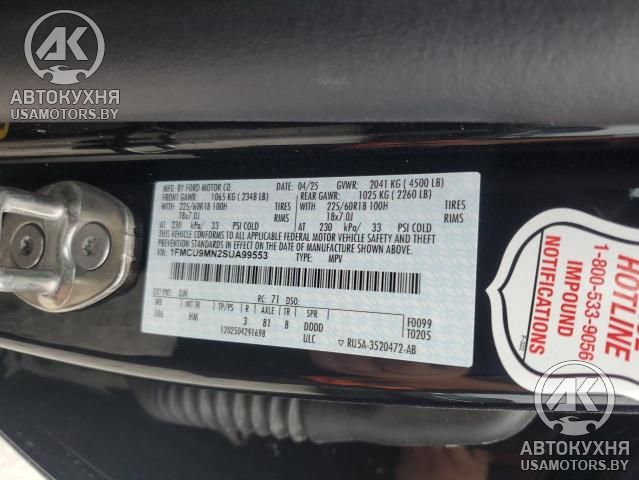 АК
АВТОКУХНЯ
USAMOTORS.BY
MFD. BY FORD MOTOR CO.
04/25
GVWR: 2041 KG ( 4500 LB)
FRONT GAWR: 1065 KG ( 2348 LB)
REAR GAWR: 1025 KG ( 2260 LB)
WITH 225/60R18 100H TIRES
WITH 225/60R18 100H TIRES
18x7.0J RIMS
18x7.0J RIMS
AT 230 kPa/ 33 PSI COLD
AT 230 kPa/ 33 PSI COLD
THIS VEHICLE CONFORMS TO ALL APPLICABLE FEDERAL MOTOR VEHICLE SAFETY AND
THEFT PREVENTION STANDARDS IN EFFECT ON THE DATE OF MANUFACTURE SHOWN ABOVE.
VIN: 1FMCU9MN2SUA99553
TYPE: MPV
EXT PNT: UM
RC: 71 DSO:
WB INT TR TP/PS R AXLE TR SPR
F0099
106 HM 3 81 8 DDDD
T0205
1202504291698
ULC
▽ RU5A-3520472-AB
HOTLINE
1-800-533-9056
IMPOUND
АК
АВТОКУХНЯ
USAMOTORS.BY